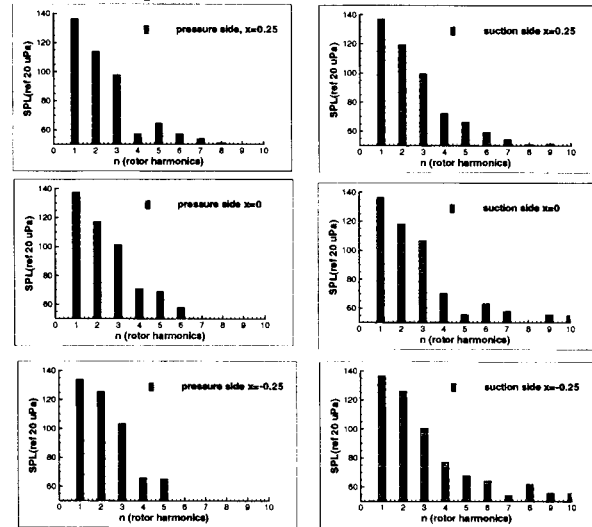 SPL(ref 20 uPa)
140
120
100
80
60
pressure side, x=0.25
0 1 2 3 4 5 6 7 8 9 10
n (rotor harmonics)
SPL(ref 20 uPa)
140
120
100
80
60
suction side x=0.25
0 1 2 3 4 5 6 7 8 9 10
n (rotor harmonics)
SPL(ref 20 uPa)
140
120
100
80
60
pressure side x=0
0 1 2 3 4 5 6 7 8 9 10
n (rotor harmonics)
SPL(ref 20 uPa)
140
120
100
80
60
suction side x=0
0 1 2 3 4 5 6 7 8 9 10
n (rotor harmonics)
SPL(ref 20 uPa)
140
120
100
80
60
pressure side x=-0.25
0 1 2 3 4 5 6 7 8 9 10
n (rotor harmonics)
SPL(ref 20 uPa)
140
120
100
80
60
suction side x=-0.25
0 1 2 3 4 5 6 7 8 9 10
n (rotor harmonics)